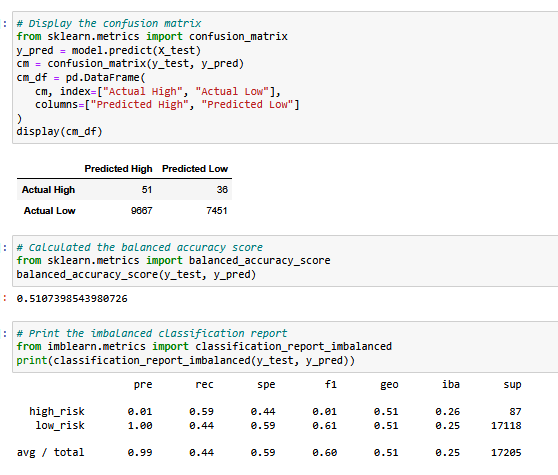 : # Display the confusion matrix
from sklearn.metrics import confusion_matrix
y_pred = model.predict(X_test)
cm = confusion_matrix(y_test, y_pred)
cm_df = pd.DataFrame(
cm, index=["Actual High", "Actual Low"],
columns=["Predicted High", "Predicted Low"]
)
display(cm_df)
Predicted High Predicted Low
Actual High 51 36
Actual Low 9667 7451
: # Calculated the balanced accuracy score
from sklearn.metrics import balanced_accuracy_score
balanced_accuracy_score(y_test, y_pred)
: 0.5107398543980726
: # Print the imbalanced classification report
from imblearn.metrics import classification_report_imbalanced
print(classification_report_imbalanced(y_test, y_pred))
pre rec spe f1 geo iba sup
high_risk 0.01 0.59 0.44 0.01 0.51 0.26 87
low_risk 1.00 0.44 0.59 0.61 0.51 0.25 17118
avg / total 0.99 0.44 0.59 0.60 0.51 0.25 17205